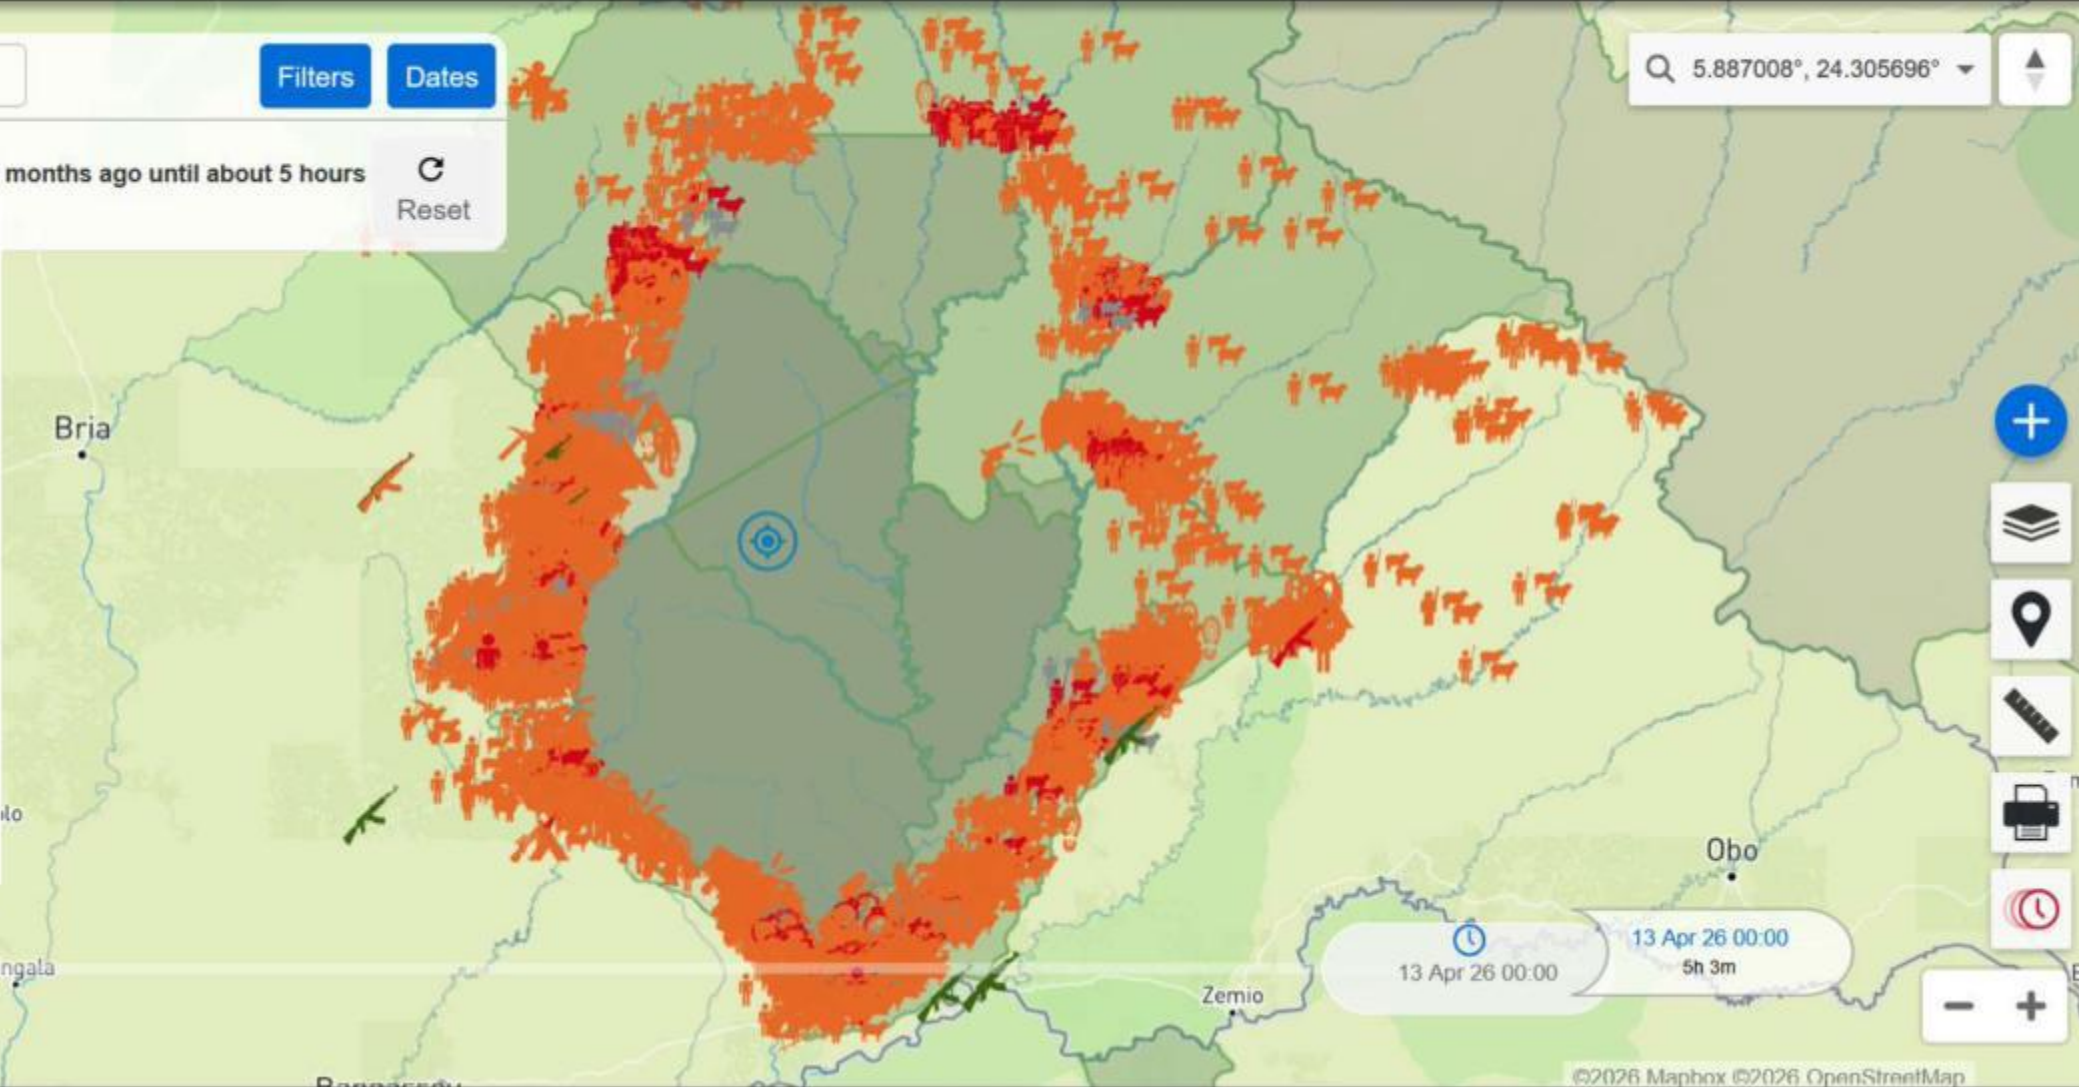 Filters
Dates
5.887008°, 24.305696°
months ago until about 5 hours
Reset
Bria
Obo
13 Apr 26 00:00
13 Apr 26 00:00
5h 3m
Zemio
©2026 Mapbox ©2026 OpenStreetMap